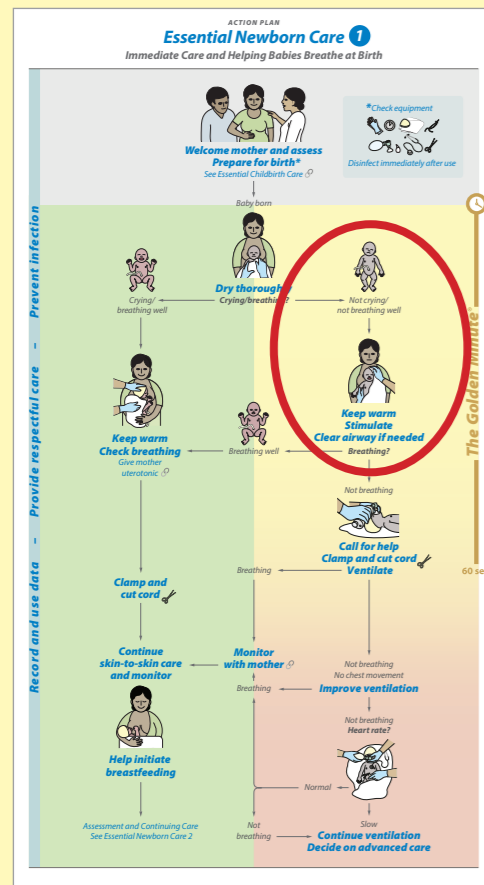 ACTION PLAN
Essential Newborn Care 1
Immediate Care and Helping Babies Breathe at Birth
*Check equipment
Disinfect immediately after use
Welcome mother and assess
Prepare for birth*
See Essential Childbirth Care
Baby born
Dry thoroughly
Crying/breathing?
Crying/
breathing well
Not crying/
not breathing well
Keep warm
Check breathing
Give mother
uterotonic
Breathing well
Keep warm
Stimulate
Clear airway if needed
Breathing?
Not breathing
Call for help
Clamp and cut cord
Ventilate
60 se
Breathing
Clamp and
cut cord
Continue
skin-to-skin care
and monitor
Monitor
with mother
Not breathing
No chest movement
Breathing
Improve ventilation
Not breathing
Heart rate?
Help initiate
breastfeeding
Normal
Assessment and Continuing Care
See Essential Newborn Care 2
Not
breathing
Slow
Continue ventilation
Decide on advanced care
Record and use data – Provide respectful care – Prevent infection
The Golden Minute®